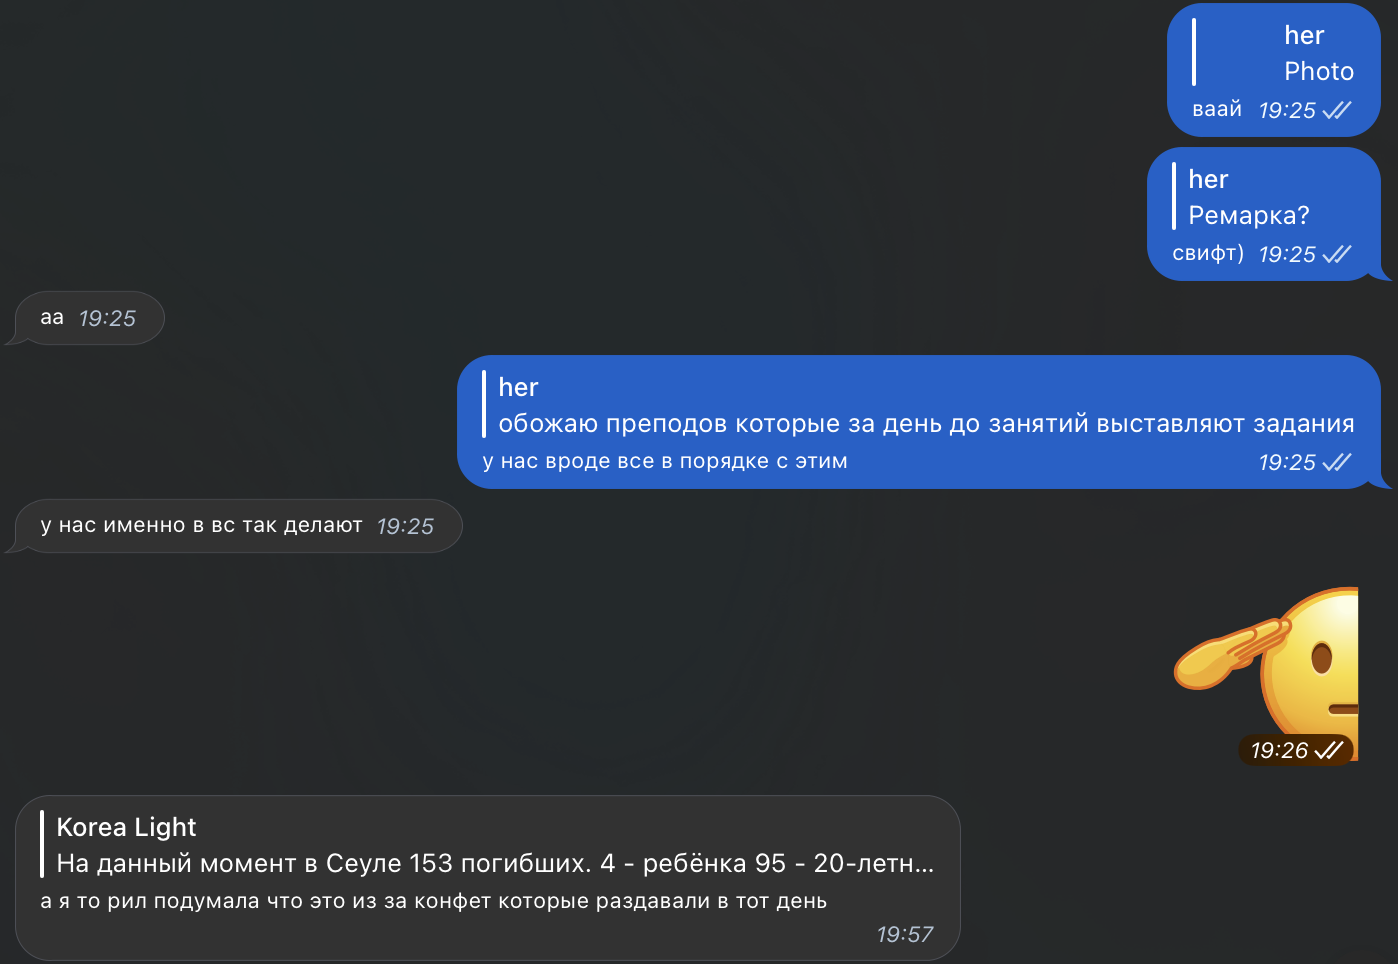 her
Photo
ваай 19:25
her
Ремарка?
свифт) 19:25
аа 19:25
her
обожаю преподов которые за день до занятий выставляют задания
у нас вроде все в порядке с этим 19:25
у нас именно в вс так делают 19:25
19:26
Korea Light
На данный момент в Сеуле 153 погибших. 4 - ребёнка 95 - 20-летн...
а я то рил подумала что это из за конфет которые раздавали в тот день
19:57